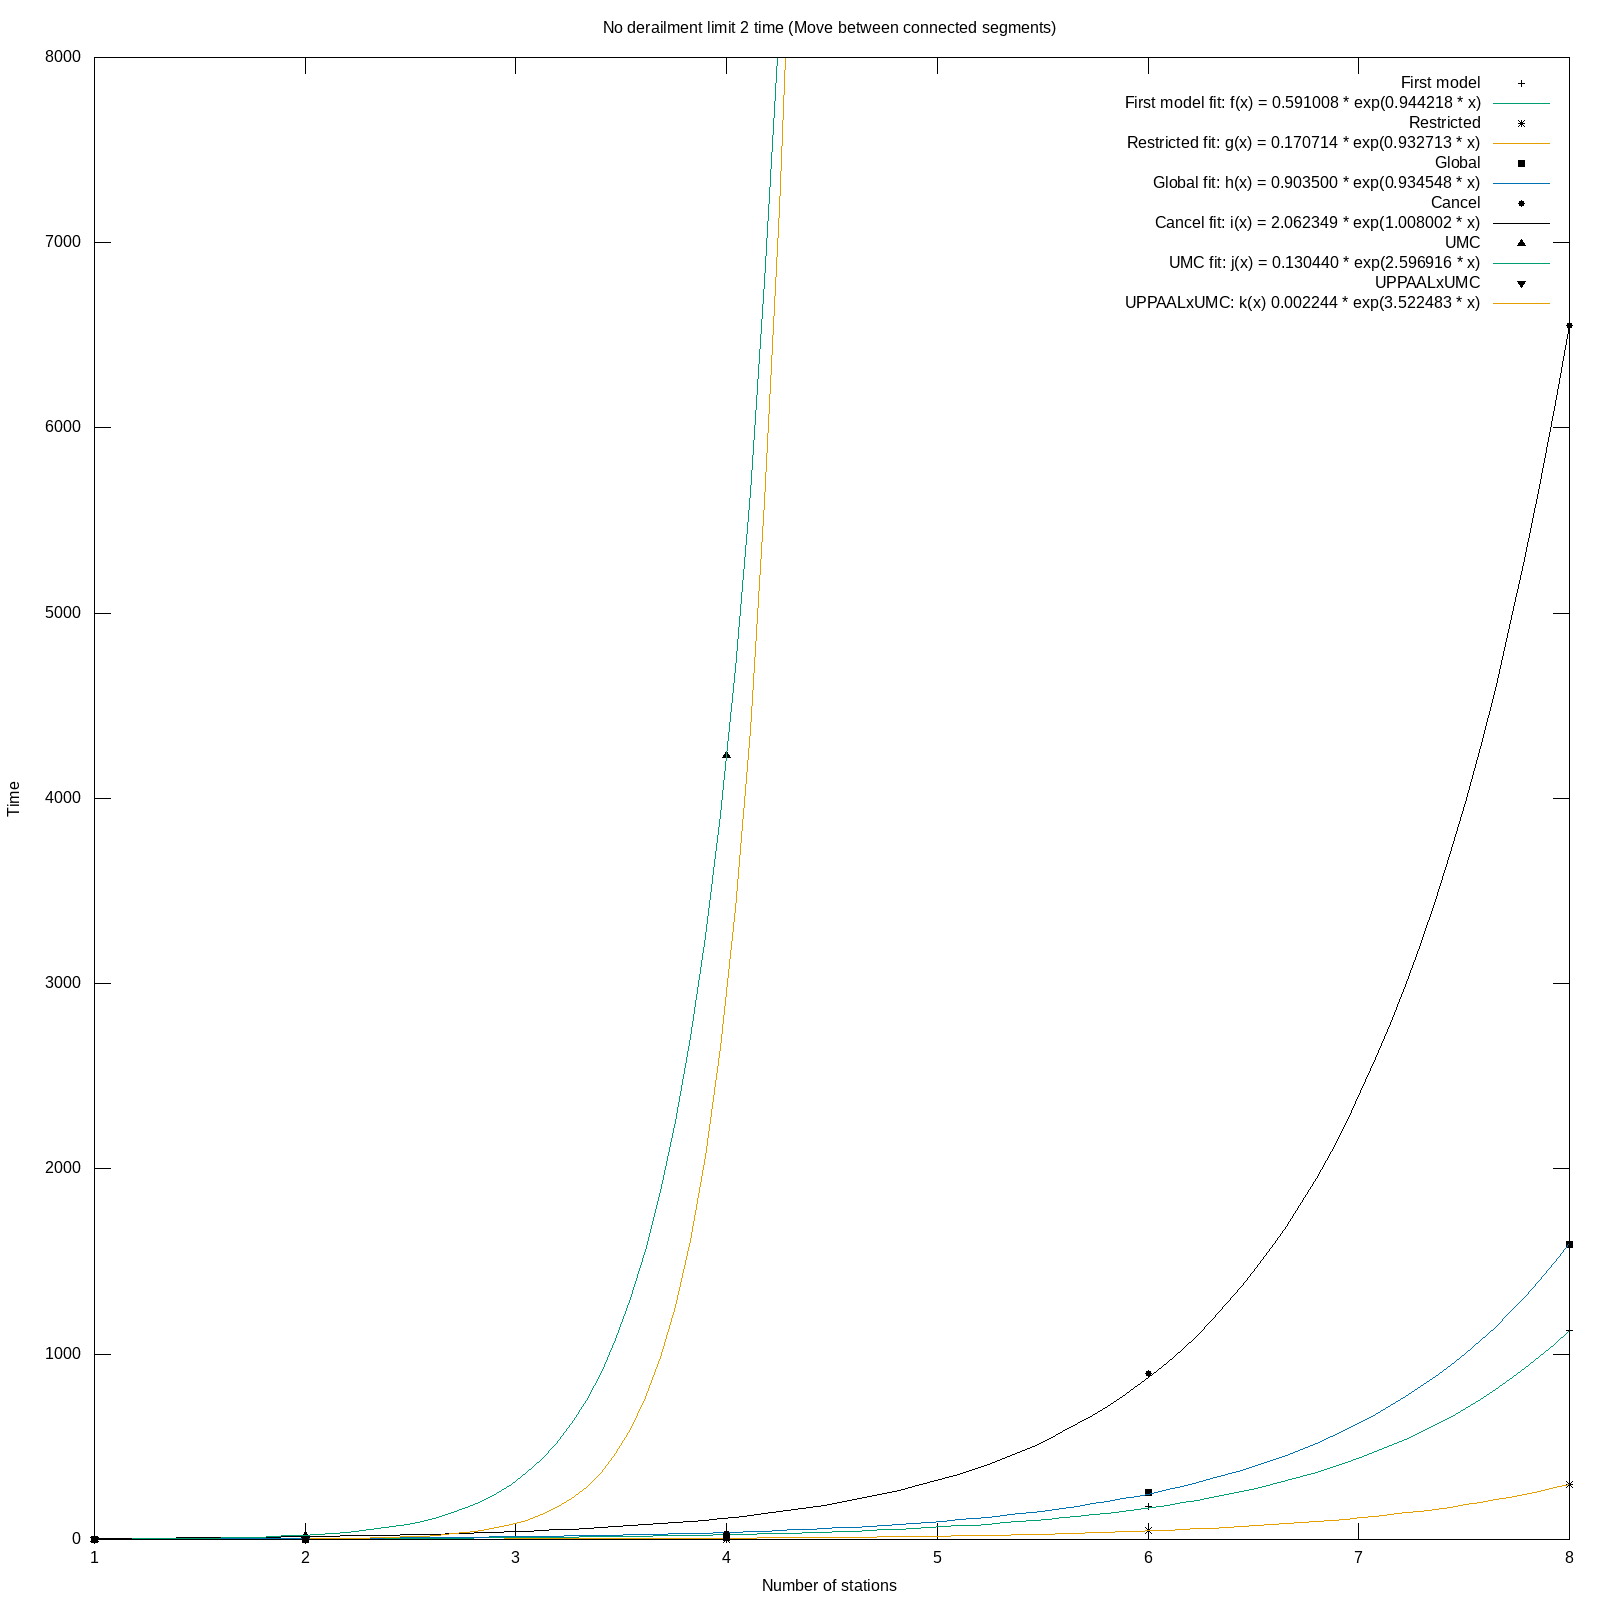 No derailment limit 2 time (Move between connected segments)
8000
7000
6000
5000
4000
3000
2000
1000
0
Time
First model
First model fit: f(x) = 0.591008 * exp(0.944218 * x)
Restricted
Restricted fit: g(x) = 0.170714 * exp(0.932713 * x)
Global
Global fit: h(x) = 0.903500 * exp(0.934548 * x)
Cancel
Cancel fit: i(x) = 2.062349 * exp(1.008002 * x)
UMC
UMC fit: j(x) = 0.130440 * exp(2.596916 * x)
UPPAALxUMC
UPPAALxUMC: k(x) 0.002244 * exp(3.522483 * x)
1 2 3 4 5 6 7 8
Number of stations